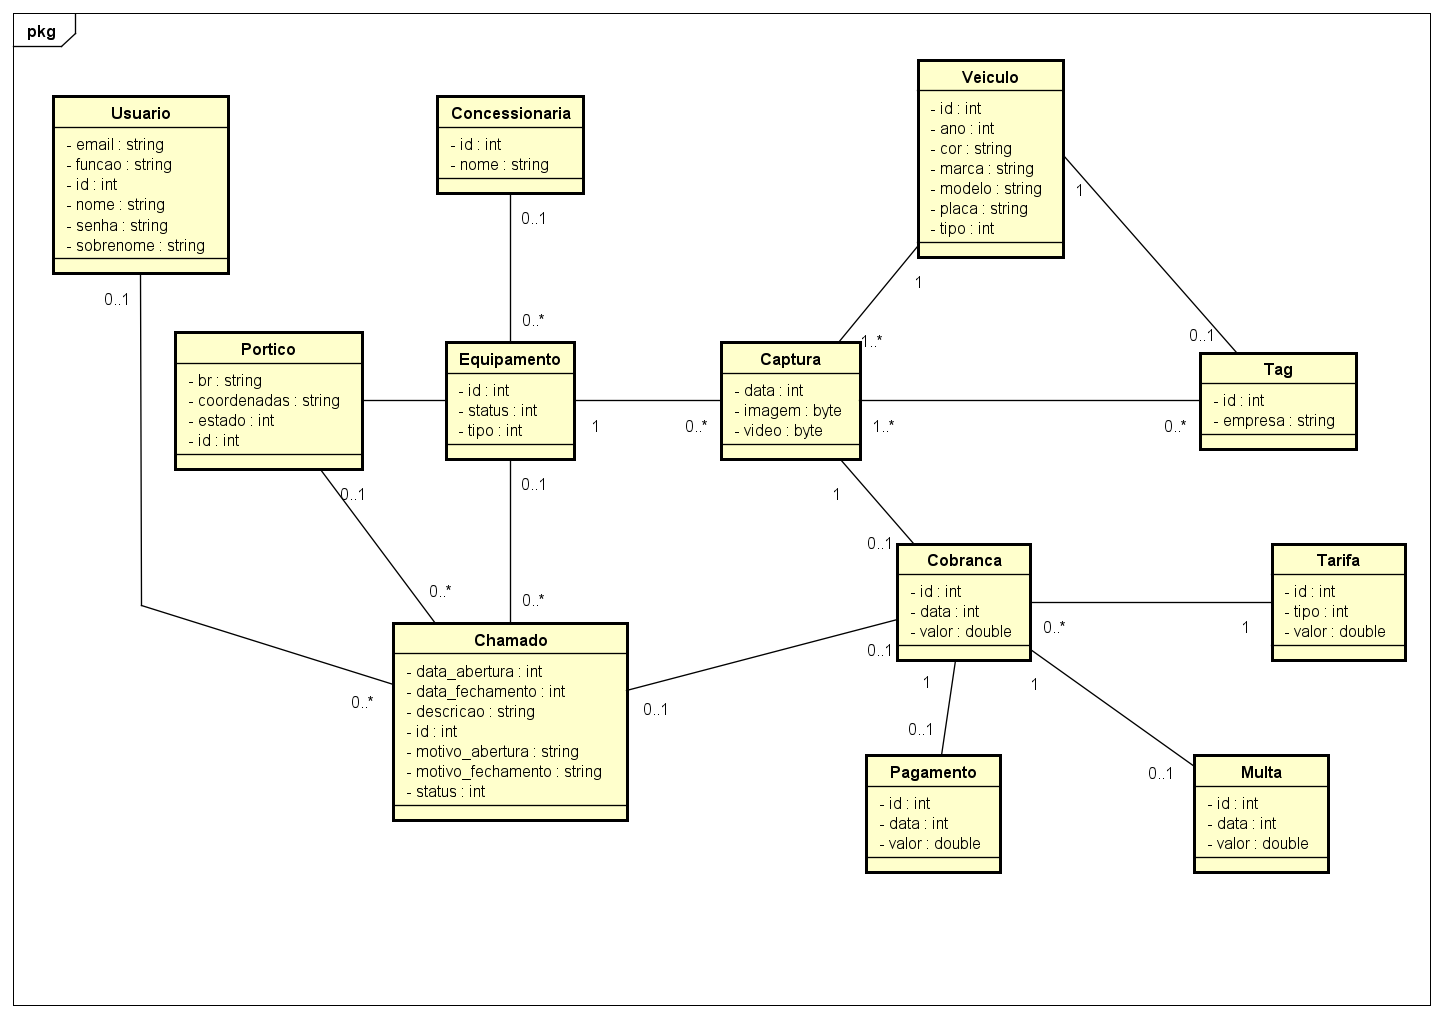 pkg
Usuario
- email : string
- funcao : string
- id : int
- nome : string
- senha : string
- sobrenome : string
0..1
Concessionaria
- id : int
- nome : string
0..1
0..*
Veiculo
- id : int
- ano : int
- cor : string
- marca : string
- modelo : string
- placa : string
- tipo : int
1
1
1..*
0..1
Portico
- br : string
- coordenadas : string
- estado : int
- id : int
0..1
0..*
Equipamento
- id : int
- status : int
- tipo : int
1
0..*
0..1
0..*
Captura
- data : int
- imagem : byte
- video : byte
1..*
0..*
1
0..1
Tag
- id : int
- empresa : string
Chamado
- data_abertura : int
- data_fechamento : int
- descricao : string
- id : int
- motivo_abertura : string
- motivo_fechamento : string
- status : int
0..*
0..1
Cobranca
- id : int
- data : int
- valor : double
0..1
0..*
1
1
1
0..1
0..1
Tarifa
- id : int
- tipo : int
- valor : double
Pagamento
- id : int
- data : int
- valor : double
Multa
- id : int
- data : int
- valor : double